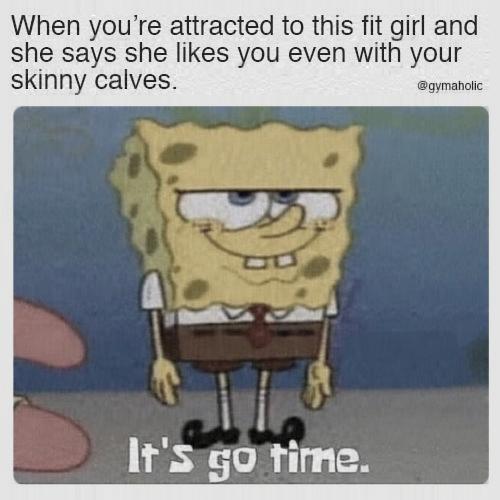 When you're attracted to this fit girl and
she says she likes you even with your
skinny calves.
@gymaholic
It's go time.